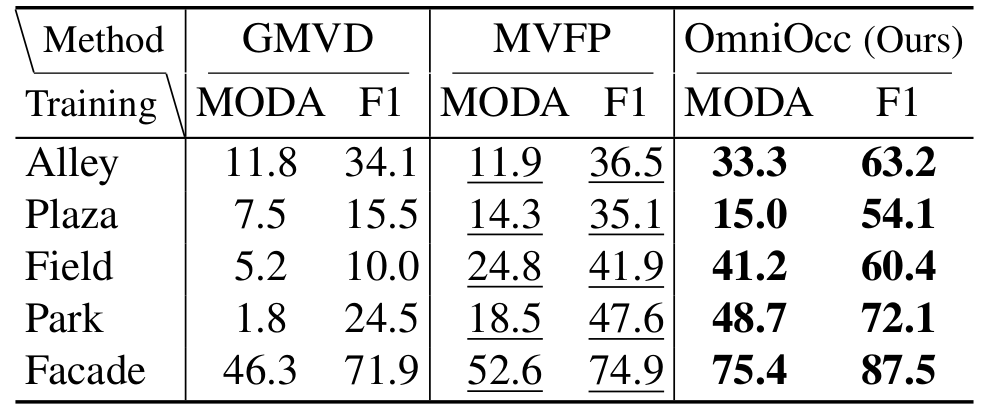 Method GMVD MVFP OmniOcc (Ours)
Training MODA F1 MODA F1 MODA F1
Alley 11.8 34.1 11.9 36.5 33.3 63.2
Plaza 7.5 15.5 14.3 35.1 15.0 54.1
Field 5.2 10.0 24.8 41.9 41.2 60.4
Park 1.8 24.5 18.5 47.6 48.7 72.1
Facade 46.3 71.9 52.6 74.9 75.4 87.5